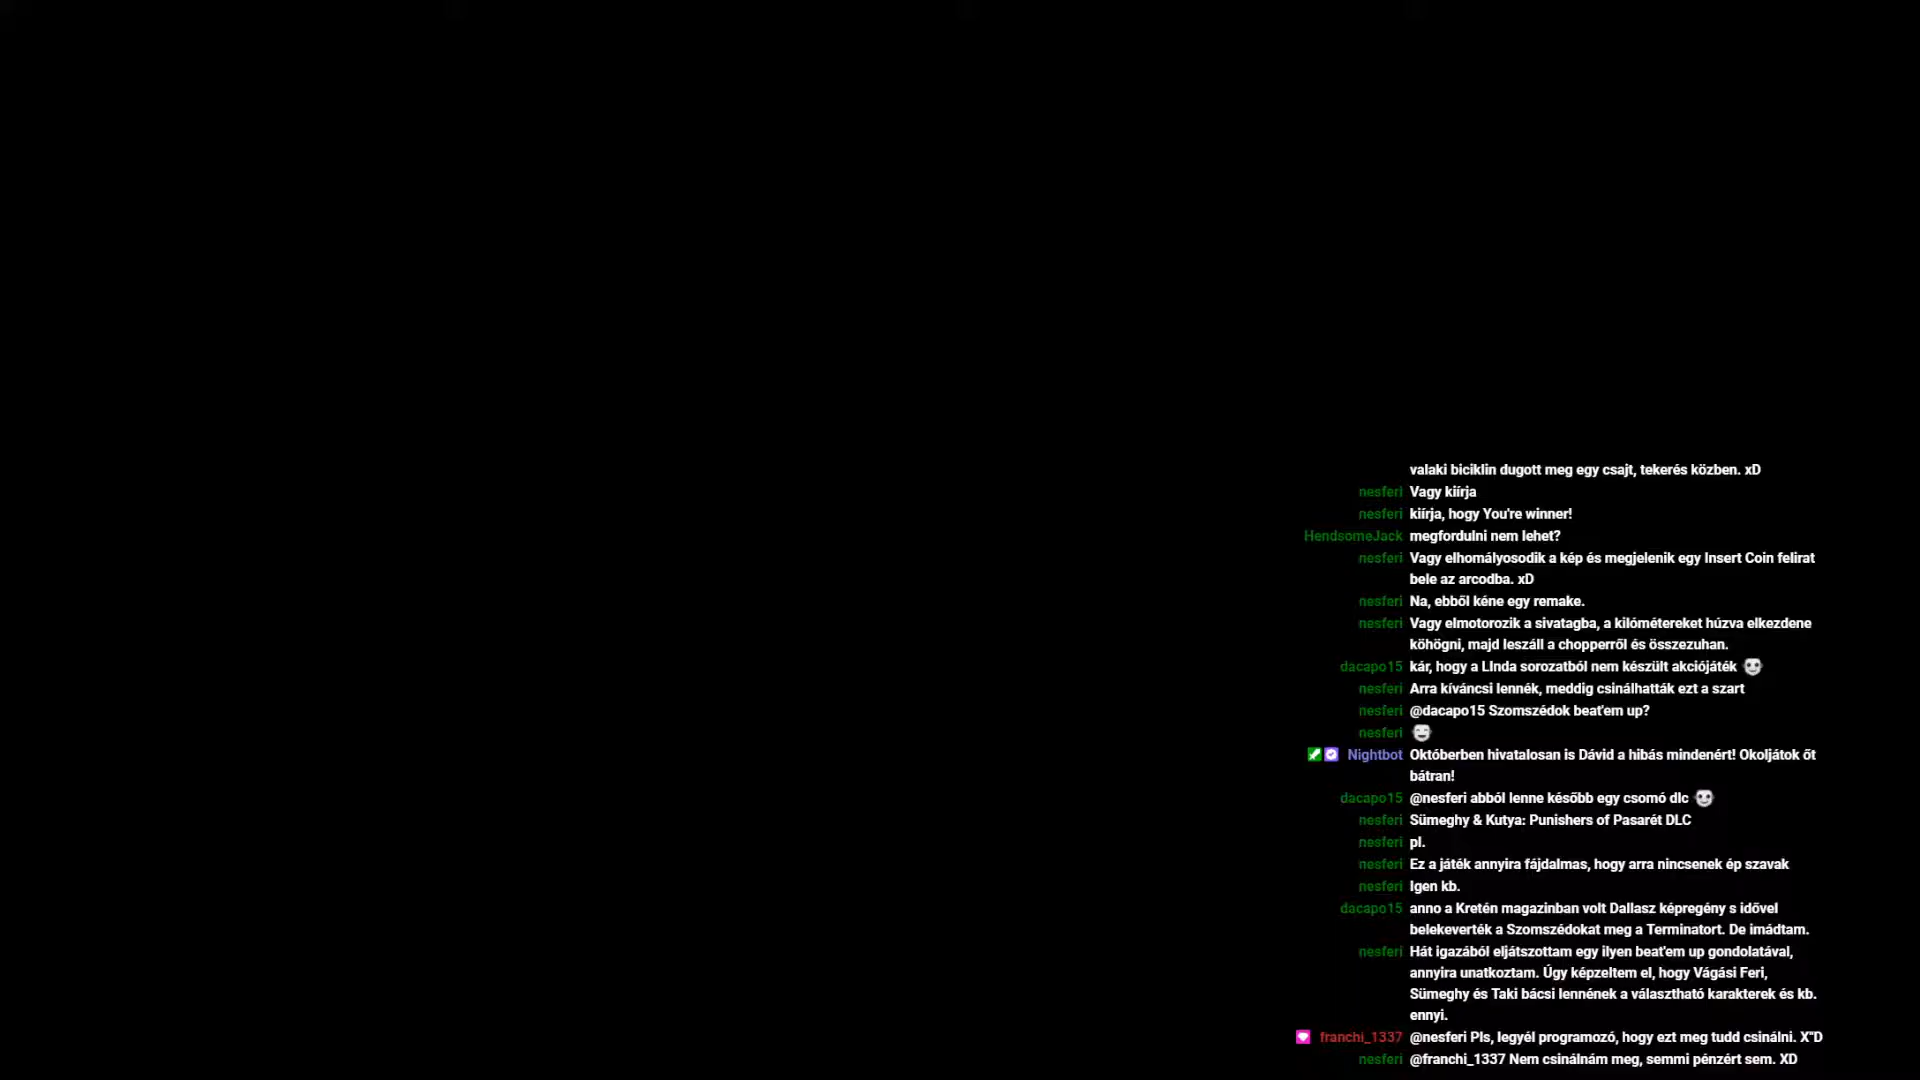 valaki biciklin dugott meg egy csajt, tekerés közben. xD
nesferi Vagy kiírja
nesferi kiírja, hogy You're winner!
HendsomeJack megfordulni nem lehet?
nesferi Vagy elhomályosodik a kép és megjelenik egy Insert Coin felirat
bele az arcodba. xD
nesferi Na, ebből kéne egy remake.
nesferi Vagy elmotorozik a sivatagba, a kilómétereket húzva elkezdene
köhögni, majd leszáll a chopperről és összezuhan.
dacapo15 kár, hogy a LInda sorozatból nem készült akciójáték
nesferi Arra kíváncsi lennék, meddig csinálhatták ezt a szart
nesferi @dacapo15 Szomszédok beat'em up?
nesferi
Nightbot Októberben hivatalosan is Dávid a hibás mindenért! Okoljátok őt
bátran!
dacapo15 @nesferi abból lenne később egy csomó dlc
nesferi Sümeghy & Kutya: Punishers of Pasarét DLC
nesferi pl.
nesferi Ez a játék annyira fájdalmas, hogy arra nincsenek ép szavak
nesferi Igen kb.
dacapo15 anno a Kretén magazinban volt Dallasz képregény s idővel
belekeverték a Szomszédokat meg a Terminatort. De imádtam.
nesferi Hát igazából eljátszottam egy ilyen beat'em up gondolatával,
annyira unatkoztam. Úgy képzeltem el, hogy Vágási Feri,
Sümeghy és Taki bácsi lennének a választható karakterek és kb.
ennyi.
franchi_1337 @nesferi Pls, legyél programozó, hogy ezt meg tudd csinálni. X"D
nesferi @franchi_1337 Nem csinálnám meg, semmi pénzért sem. XD